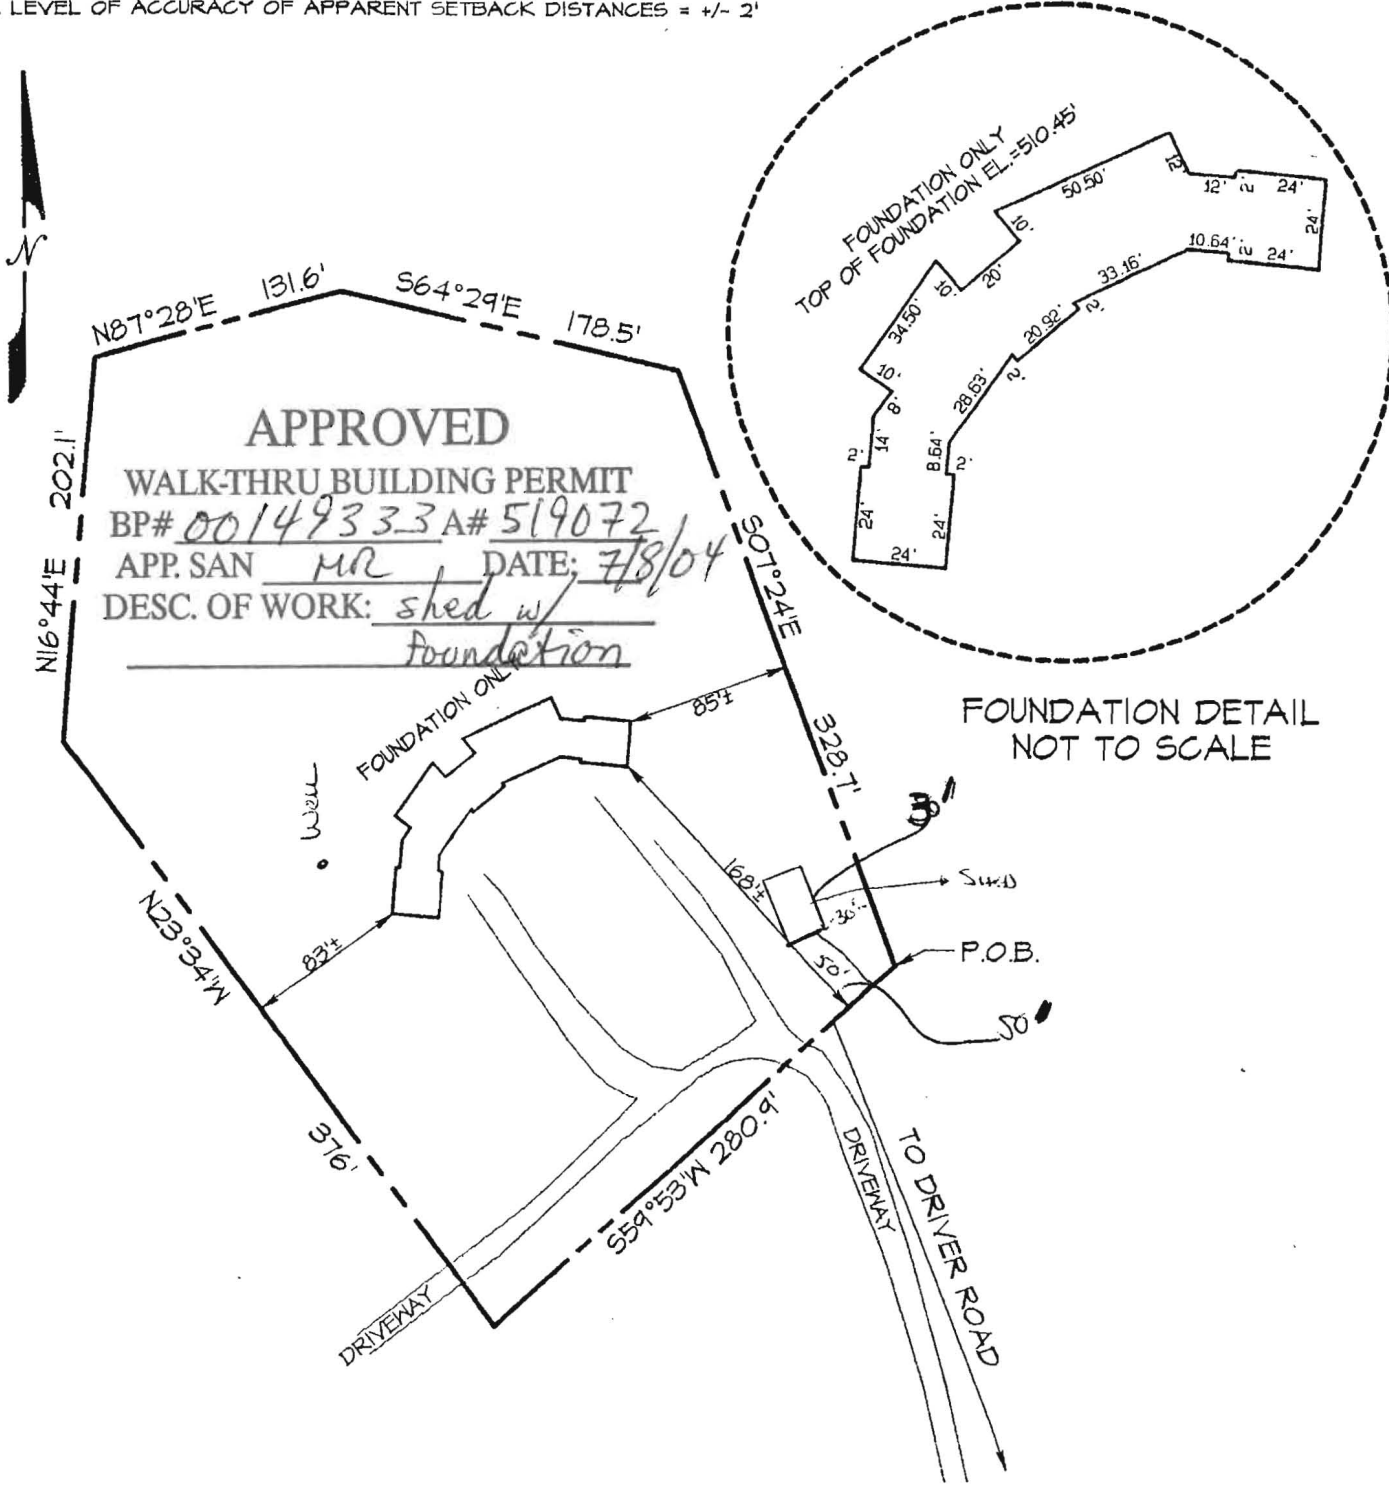 LEVEL OF ACCURACY OF APPARENT SETBACK DISTANCES = +/- 2'
N
FOUNDATION ONLY
TOP OF FOUNDATION EL.=510.45'
50.50'
12'
12'
2'
24'
24'
10'
20'
10'
34.50'
10'
8'
14'
2'
24'
24'
24'
2'
8.64'
28.63'
2'
20.92'
2'
33.16'
10.64'
2'
24'
FOUNDATION DETAIL
NOT TO SCALE
N87°28'E 131.6'
S64°29'E 178.5'
N16°44'E 202.1'
APPROVED
WALK-THRU BUILDING PERMIT
BP# 00149333 A# 519072
APP. SAN MR DATE: 7/8/04
DESC. OF WORK: shed w/
foundation
S07°24'E 328.7'
FOUNDATION ONLY
85'±
Well
168'±
30'
Shed
30'
P.O.B.
50'
50'
83'±
N23°34'W 376'
S59°53'W 280.9'
DRIVEWAY
DRIVEWAY
TO DRIVER ROAD